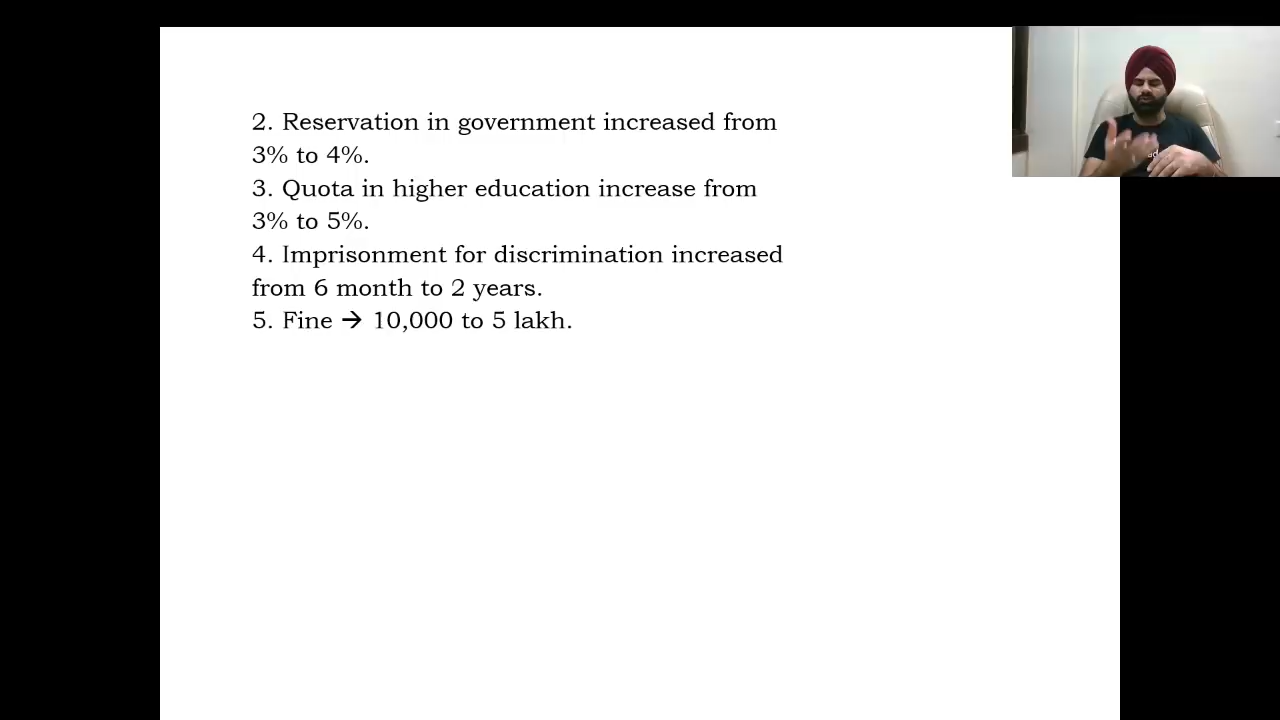 2. Reservation in government increased from
3% to 4%.
3. Quota in higher education increase from
3% to 5%.
4. Imprisonment for discrimination increased
from 6 month to 2 years.
5. Fine → 10,000 to 5 lakh.